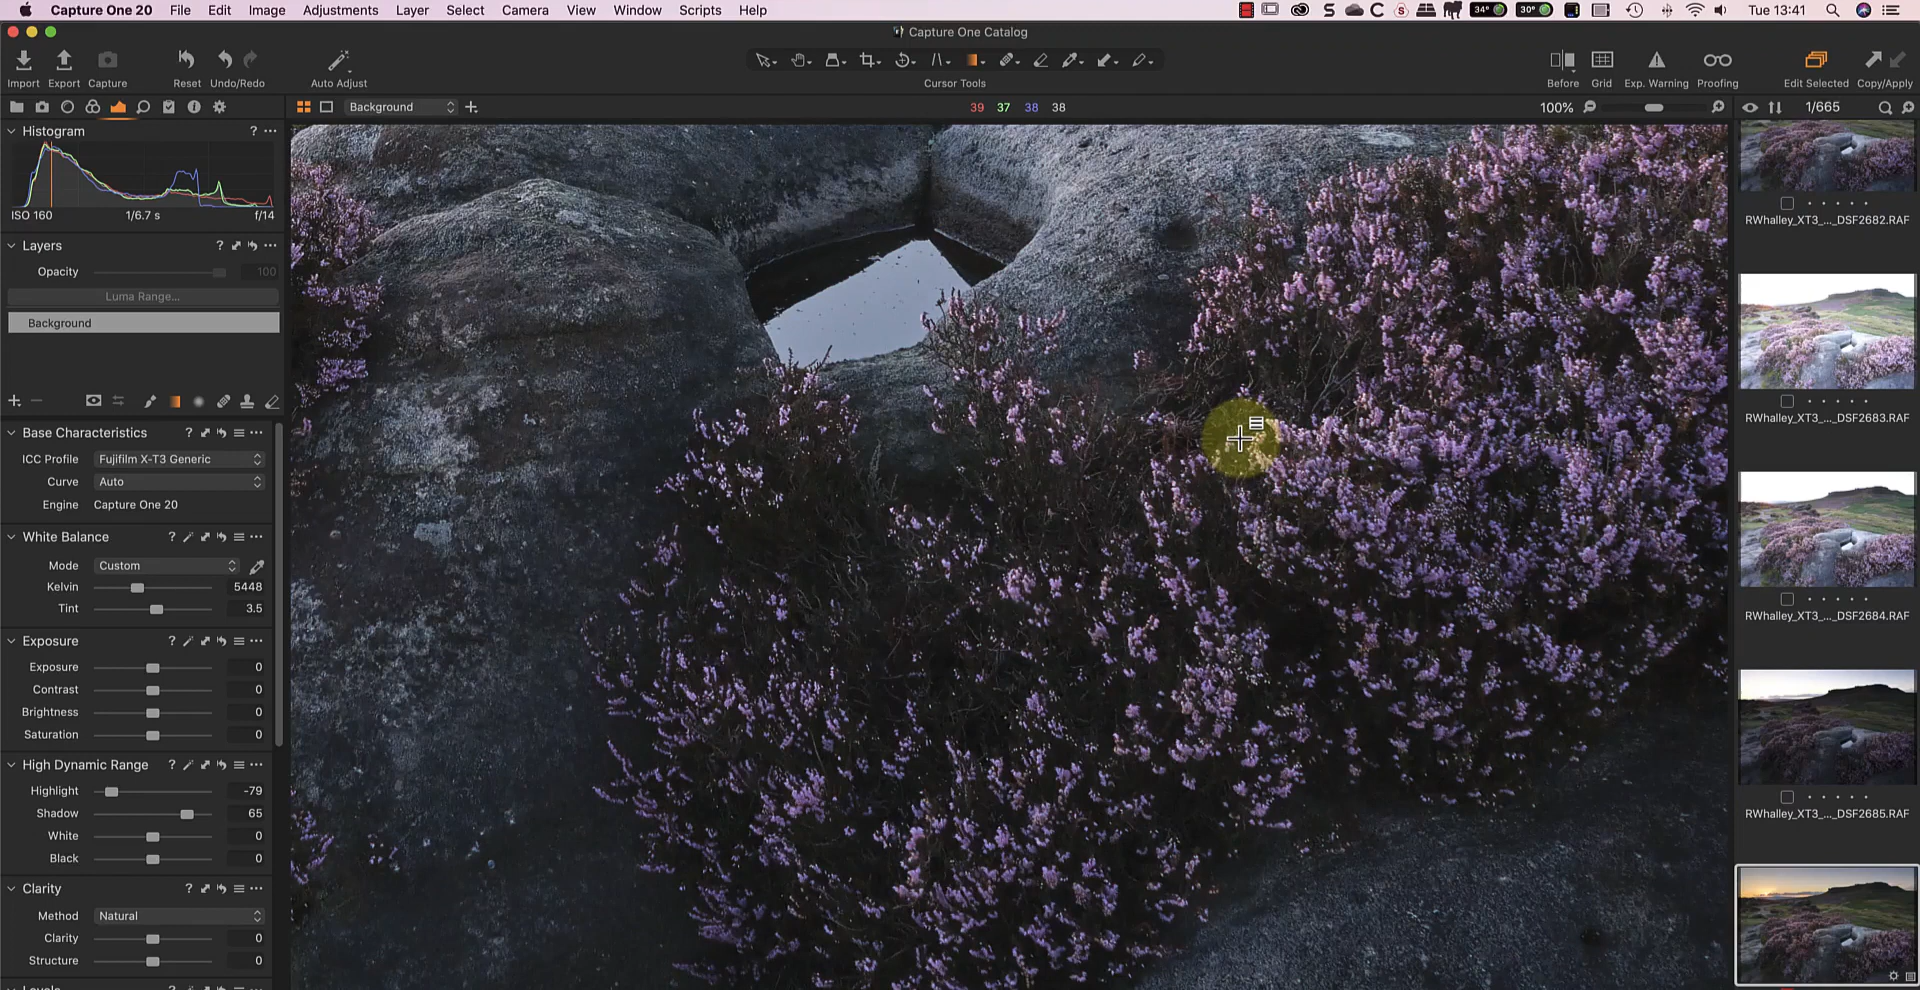 Capture One 20 File Edit Image Adjustments Layer Select Camera View Window Scripts Help 34° 30° Tue 13:41
Capture One Catalog
Import Export Capture Reset Undo/Redo Auto Adjust Cursor Tools Before Grid Exp. Warning Proofing Edit Selected Copy/Apply
Background 39 37 38 38 100% 1/665
Histogram ?
ISO 160 1/6.7 s f/14
Layers ?
Opacity 100
Luma Range...
Background
Base Characteristics ?
ICC Profile Fujifilm X-T3 Generic
Curve Auto
Engine Capture One 20
White Balance ?
Mode Custom
Kelvin 5448
Tint 3.5
Exposure ?
Exposure 0
Contrast 0
Brightness 0
Saturation 0
High Dynamic Range ?
Highlight -79
Shadow 65
White 0
Black 0
Clarity ?
Method Natural
Clarity 0
Structure 0
Levels
RWhalley_XT3_..._DSF2682.RAF
RWhalley_XT3_..._DSF2683.RAF
RWhalley_XT3_..._DSF2684.RAF
RWhalley_XT3_..._DSF2685.RAF